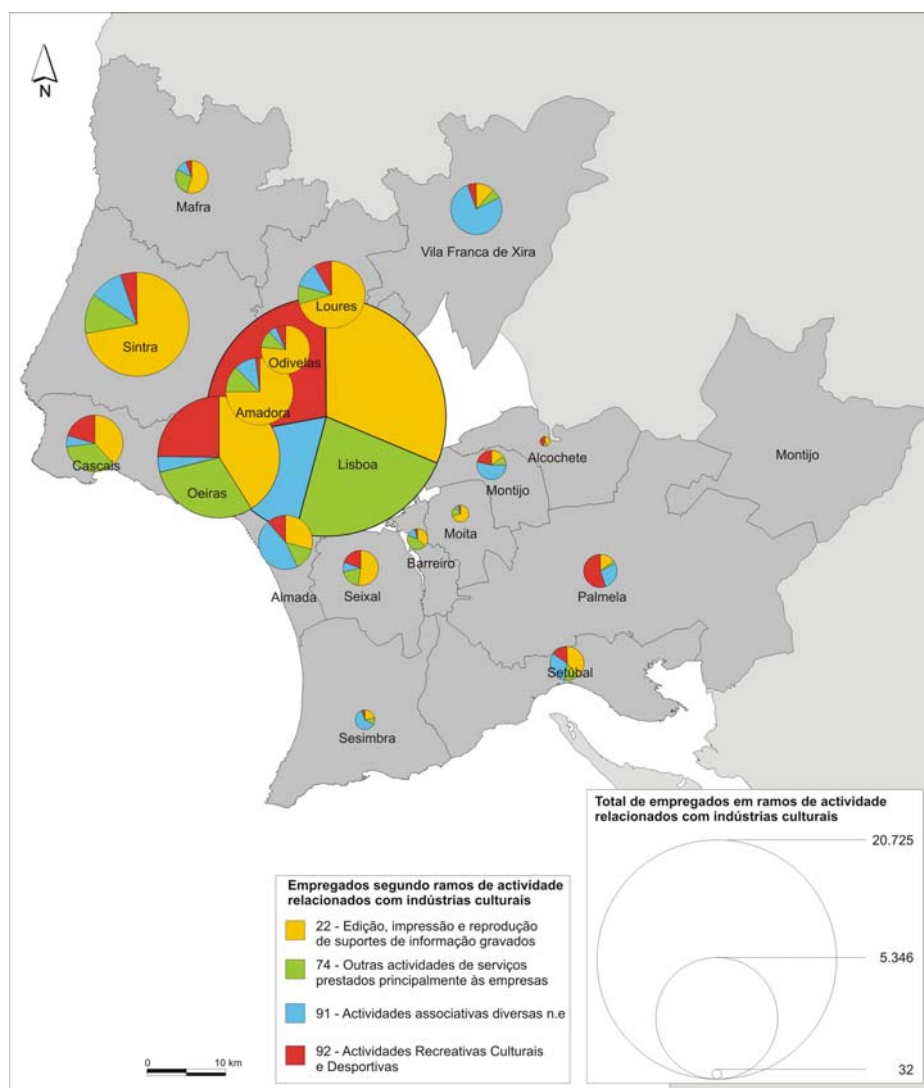 N
Mafra
Vila Franca de Xira
Loures
Sintra
Odivelas
Amadora
Cascais
Lisboa
Oeiras
Alcochete
Montijo
Montijo
Moita
Barreiro
Almada
Seixal
Palmela
Setúbal
Sesimbra
Total de empregados em ramos de actividade
relacionados com indústrias culturais
20.725
5.346
32
Empregados segundo ramos de actividade
relacionados com indústrias culturais
22 - Edição, impressão e reprodução
de suportes de informação gravados
74 - Outras actividades de serviços
prestados principalmente às empresas
91 - Actividades associativas diversas n.e
92 - Actividades Recreativas Culturais
e Desportivas
0 10 km